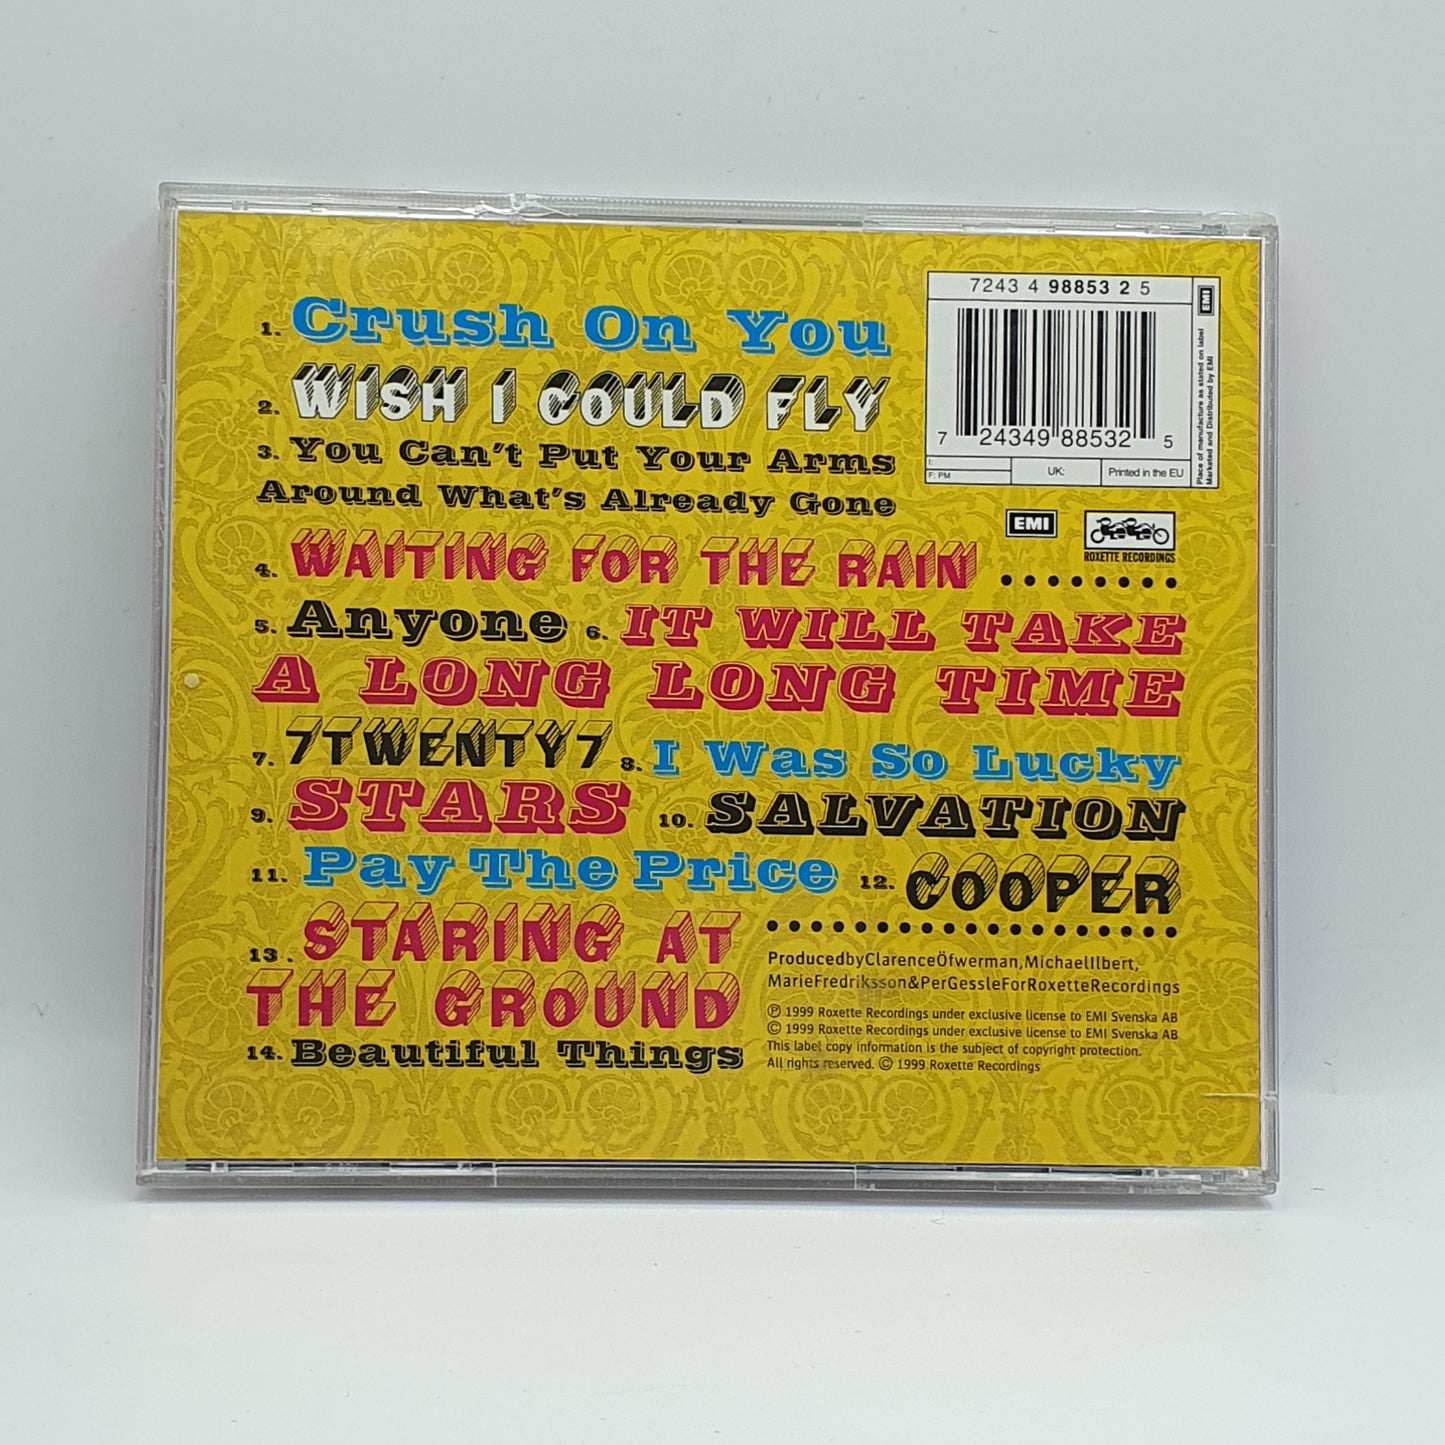 1. Crush On You
2. WISH I COULD FLY
3. You Can't Put Your Arms
Around What's Already Gone
4. WAITING FOR THE RAIN ........
5. Anyone 6. IT WILL TAKE
A LONG LONG TIME
7. 7TWENTY7 8. I Was So Lucky
9. STARS 10. SALVATION
11. Pay The Price 12. COOPER
13. STARING AT
THE GROUND
14. Beautiful Things
7243 4 98853 2 5
7 24349 88532 5
I:
F: PM
UK:
Printed in the EU
EMI
Place of manufacture as stated on label
Marketed and Distributed by EMI
EMI
ROXETTE RECORDINGS
ProducedbyClarenceÖfwerman,MichaelIlbert,
MarieFredriksson&PerGessleForRoxetteRecordings
℗ 1999 Roxette Recordings under exclusive license to EMI Svenska AB
© 1999 Roxette Recordings under exclusive license to EMI Svenska AB
This label copy information is the subject of copyright protection.
All rights reserved. © 1999 Roxette Recordings